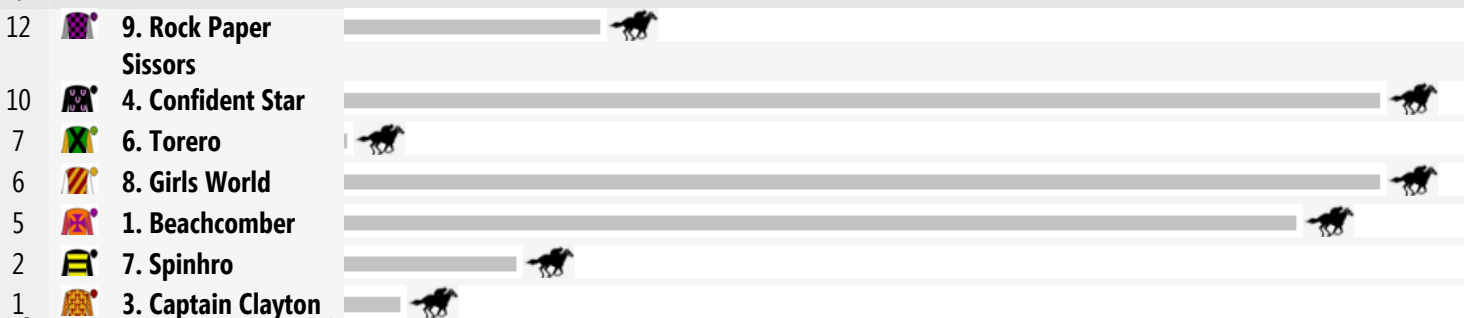 12 9. Rock Paper
Sissors
10 4. Confident Star
7 6. Torero
6 8. Girls World
5 1. Beachcomber
2 7. Spinhro
1 3. Captain Clayton